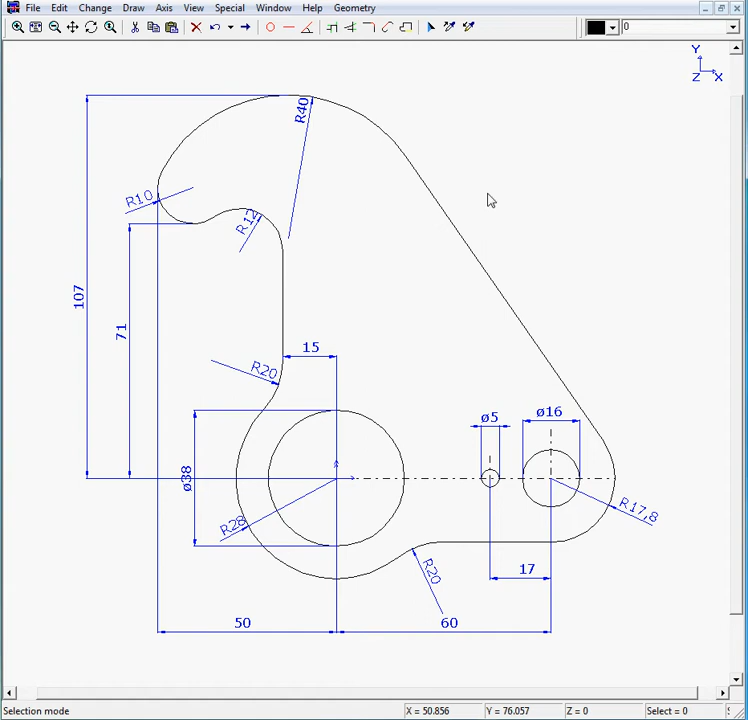 File Edit Change Draw Axis View Special Window Help Geometry
0
Y
Z X
R40
R10
R12
107
71
15
R20
ø5
ø16
ø38
R28
R17,8
R20
17
50
60
Selection mode
X = 50.856
Y = 76.057
Z = 0
Select = 0